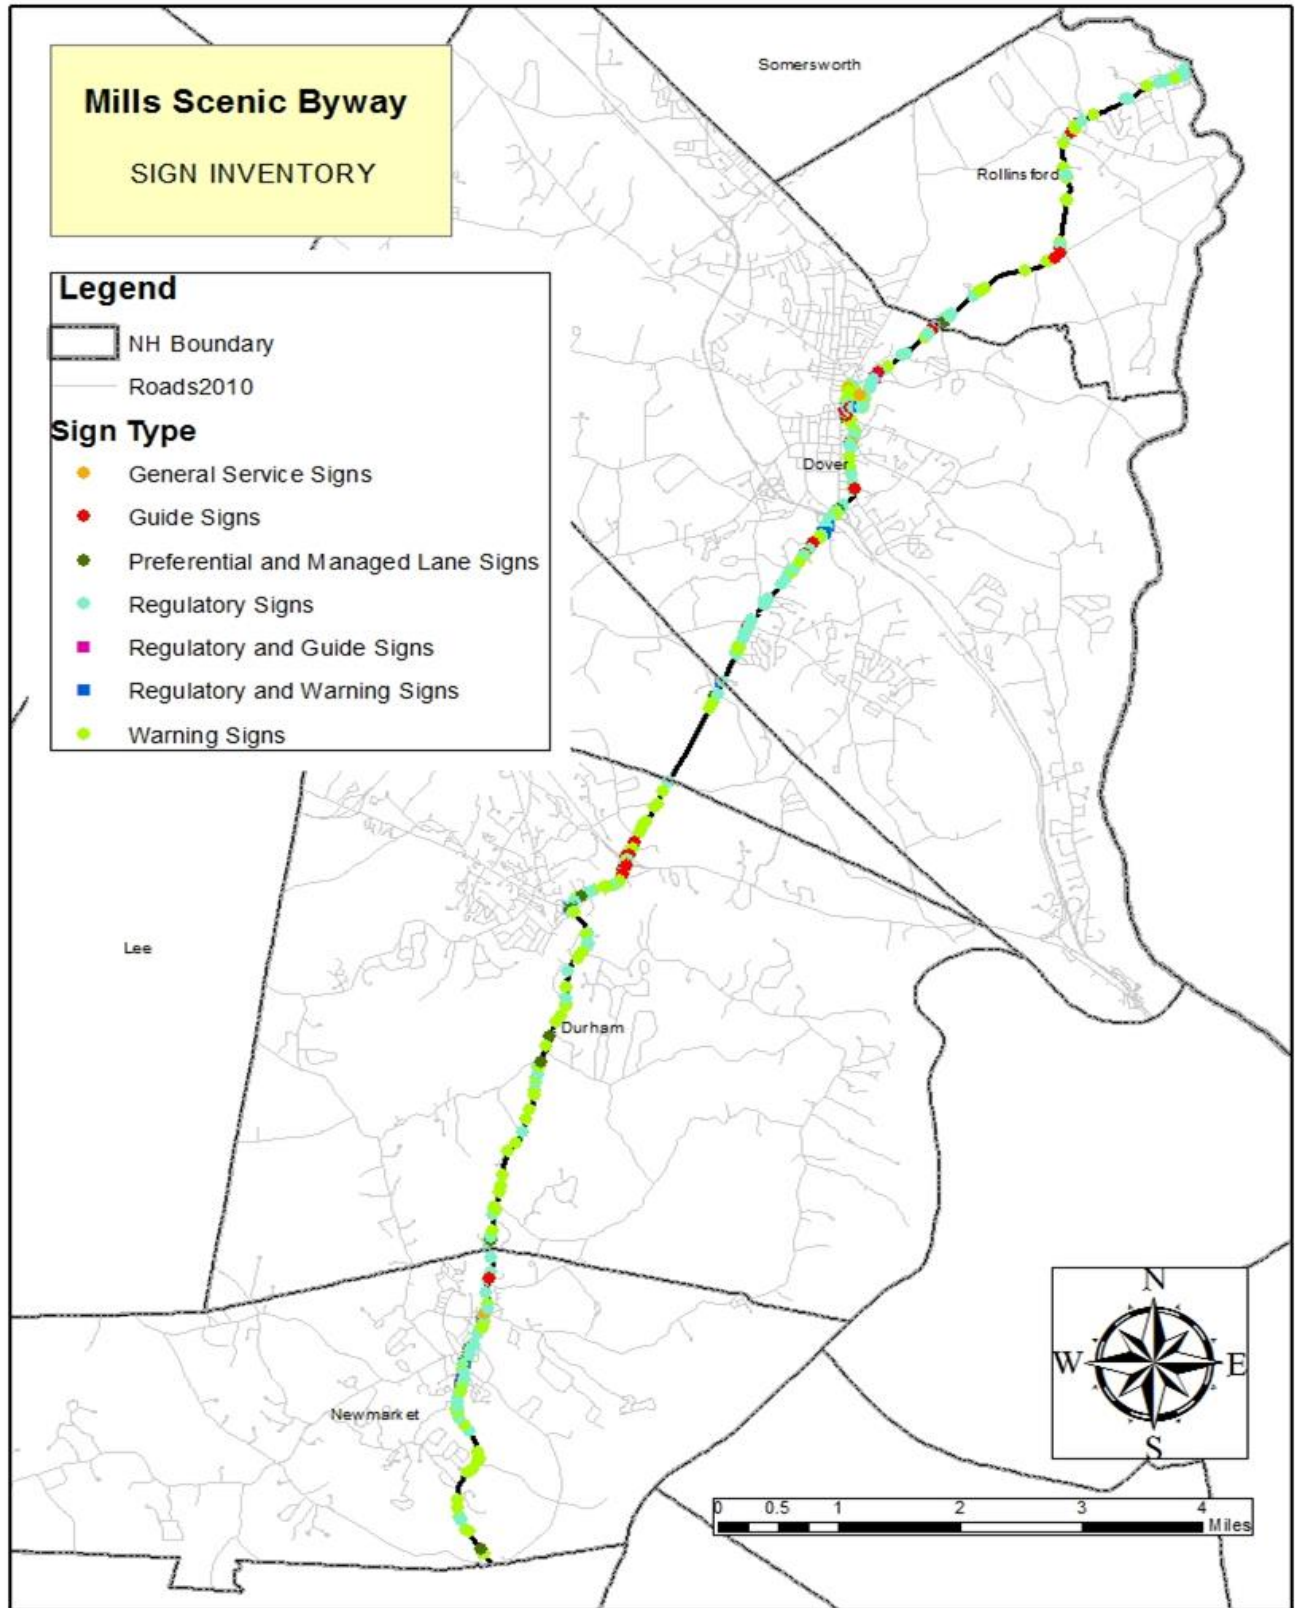 Mills Scenic Byway
SIGN INVENTORY
Legend
NH Boundary
Roads2010
Sign Type
General Service Signs
Guide Signs
Preferential and Managed Lane Signs
Regulatory Signs
Regulatory and Guide Signs
Regulatory and Warning Signs
Warning Signs
Somersworth
Rollinsford
Dover
Lee
Durham
Newmarket
N
W E
S
0 0.5 1 2 3 4
Miles